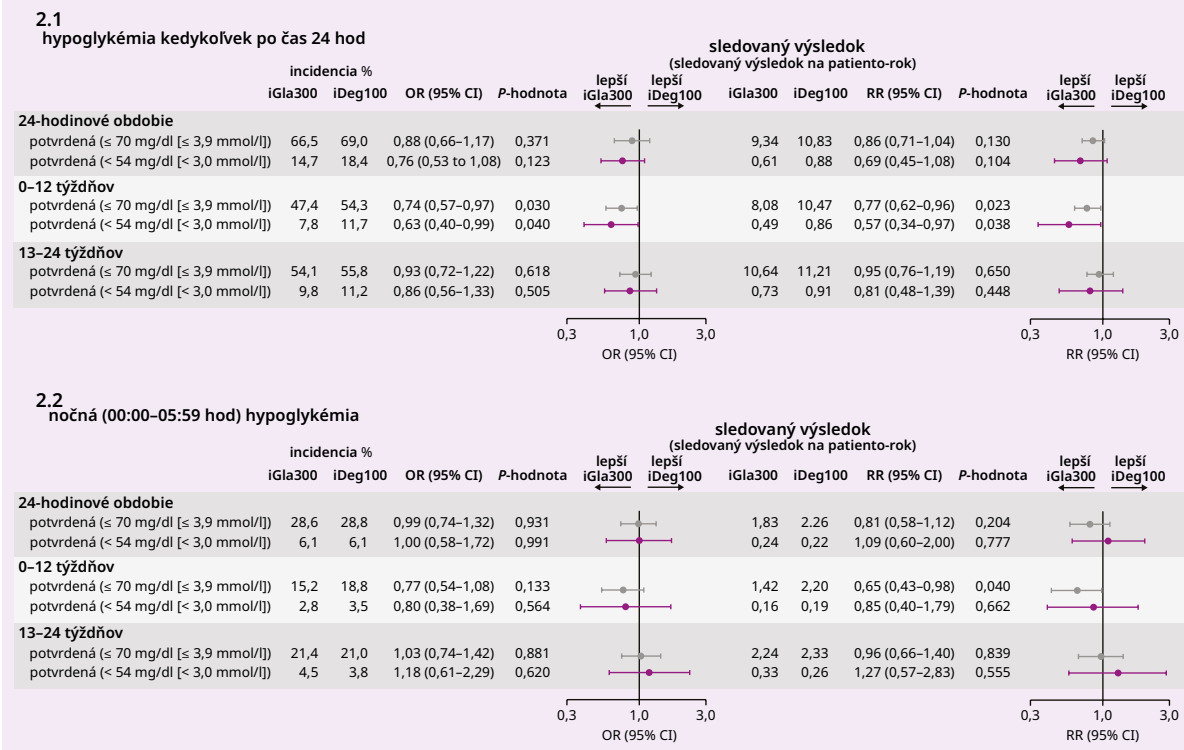 2.1
hypoglykémia kedykoľvek po čas 24 hod
sledovaný výsledok
(sledovaný výsledok na patiento-rok)
incidencia %
lepší lepší lepší lepší
iGla300 iDeg100 OR (95% CI) P-hodnota iGla300 iDeg100 iGla300 iDeg100 RR (95% CI) P-hodnota iGla300 iDeg100
24-hodinové obdobie
potvrdená (≤ 70 mg/dl [≤ 3,9 mmol/l]) 66,5 69,0 0,88 (0,66–1,17) 0,371 9,34 10,83 0,86 (0,71–1,04) 0,130
potvrdená (< 54 mg/dl [< 3,0 mmol/l]) 14,7 18,4 0,76 (0,53 to 1,08) 0,123 0,61 0,88 0,69 (0,45–1,08) 0,104
0–12 týždňov
potvrdená (≤ 70 mg/dl [≤ 3,9 mmol/l]) 47,4 54,3 0,74 (0,57–0,97) 0,030 8,08 10,47 0,77 (0,62–0,96) 0,023
potvrdená (< 54 mg/dl [< 3,0 mmol/l]) 7,8 11,7 0,63 (0,40–0,99) 0,040 0,49 0,86 0,57 (0,34–0,97) 0,038
13–24 týždňov
potvrdená (≤ 70 mg/dl [≤ 3,9 mmol/l]) 54,1 55,8 0,93 (0,72–1,22) 0,618 10,64 11,21 0,95 (0,76–1,19) 0,650
potvrdená (< 54 mg/dl [< 3,0 mmol/l]) 9,8 11,2 0,86 (0,56–1,33) 0,505 0,73 0,91 0,81 (0,48–1,39) 0,448
0,3 1,0 3,0 0,3 1,0 3,0
OR (95% CI) RR (95% CI)
2.2
nočná (00:00–05:59 hod) hypoglykémia
sledovaný výsledok
(sledovaný výsledok na patiento-rok)
incidencia %
lepší lepší lepší lepší
iGla300 iDeg100 OR (95% CI) P-hodnota iGla300 iDeg100 iGla300 iDeg100 RR (95% CI) P-hodnota iGla300 iDeg100
24-hodinové obdobie
potvrdená (≤ 70 mg/dl [≤ 3,9 mmol/l]) 28,6 28,8 0,99 (0,74–1,32) 0,931 1,83 2.26 0,81 (0,58–1,12) 0,204
potvrdená (< 54 mg/dl [< 3,0 mmol/l]) 6,1 6,1 1,00 (0,58–1,72) 0,991 0,24 0,22 1,09 (0,60–2,00) 0,777
0–12 týždňov
potvrdená (≤ 70 mg/dl [≤ 3,9 mmol/l]) 15,2 18,8 0,77 (0,54–1,08) 0,133 1,42 2,20 0,65 (0,43–0,98) 0,040
potvrdená (< 54 mg/dl [< 3,0 mmol/l]) 2,8 3,5 0,80 (0,38–1,69) 0,564 0,16 0,19 0,85 (0,40–1,79) 0,662
13–24 týždňov
potvrdená (≤ 70 mg/dl [≤ 3,9 mmol/l]) 21,4 21,0 1,03 (0,74–1,42) 0,881 2,24 2,33 0,96 (0,66–1,40) 0,839
potvrdená (< 54 mg/dl [< 3,0 mmol/l]) 4,5 3,8 1,18 (0,61–2,29) 0,620 0,33 0,26 1,27 (0,57–2,83) 0,555
0,3 1,0 3,0 0,3 1,0 3,0
OR (95% CI) RR (95% CI)